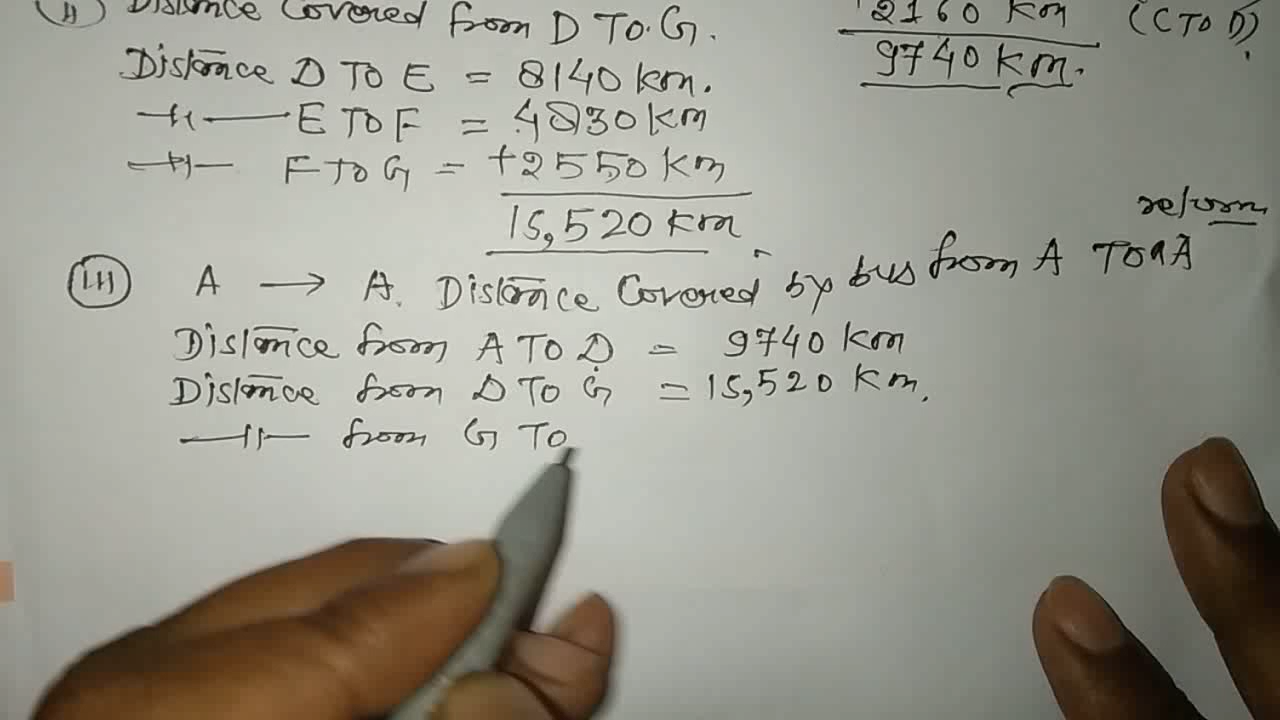 (II) Distance Covered from D TO G.
2160 Km (C TO D)
9740 Km.
Distance D TO E = 8140 km.
—〃— E TO F = 4830 km
—〃— F TO G = +2550 Km
15,520 Km
return
(III) A → A. Distance Covered by bus from A TO A
Distance from A TO D = 9740 km
Distance from D TO G = 15,520 Km.
—〃— from G TO